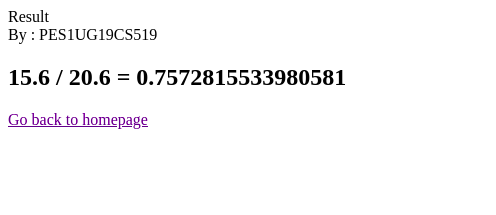 Result
By : PES1UG19CS519
15.6 / 20.6 = 0.7572815533980581
Go back to homepage